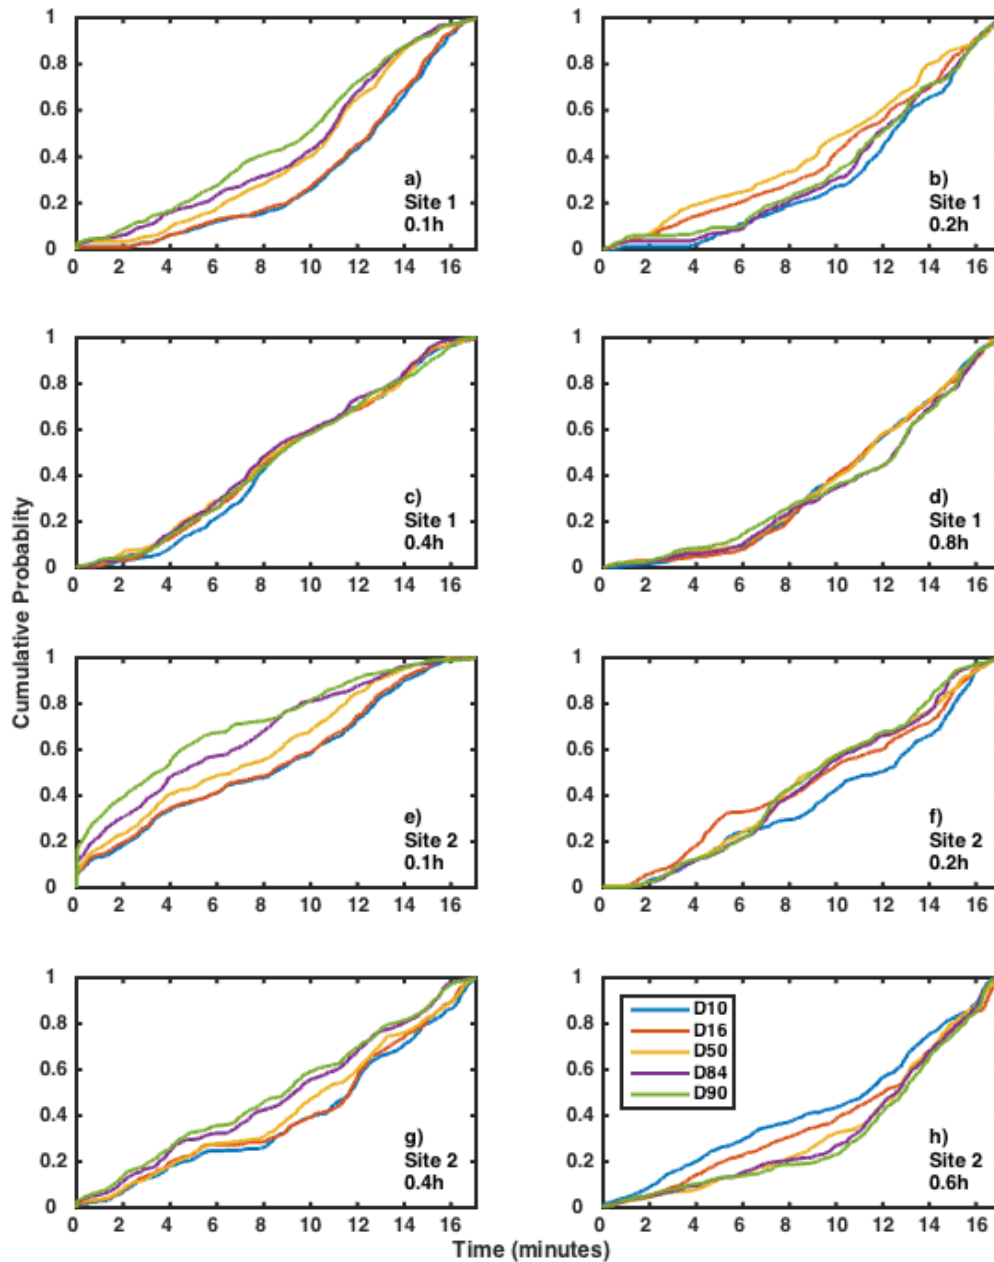 1
0.8
0.6
0.4
0.2
0
0 2 4 6 8 10 12 14 16
a)
Site 1
0.1h
1
0.8
0.6
0.4
0.2
0
0 2 4 6 8 10 12 14 16
b)
Site 1
0.2h
1
0.8
0.6
0.4
0.2
0
0 2 4 6 8 10 12 14 16
c)
Site 1
0.4h
1
0.8
0.6
0.4
0.2
0
0 2 4 6 8 10 12 14 16
d)
Site 1
0.8h
Cumulative Probablity
1
0.8
0.6
0.4
0.2
0
0 2 4 6 8 10 12 14 16
e)
Site 2
0.1h
1
0.8
0.6
0.4
0.2
0
0 2 4 6 8 10 12 14 16
f)
Site 2
0.2h
1
0.8
0.6
0.4
0.2
0
0 2 4 6 8 10 12 14 16
g)
Site 2
0.4h
1
0.8
0.6
0.4
0.2
0
0 2 4 6 8 10 12 14 16
D10
D16
D50
D84
D90
h)
Site 2
0.6h
Time (minutes)